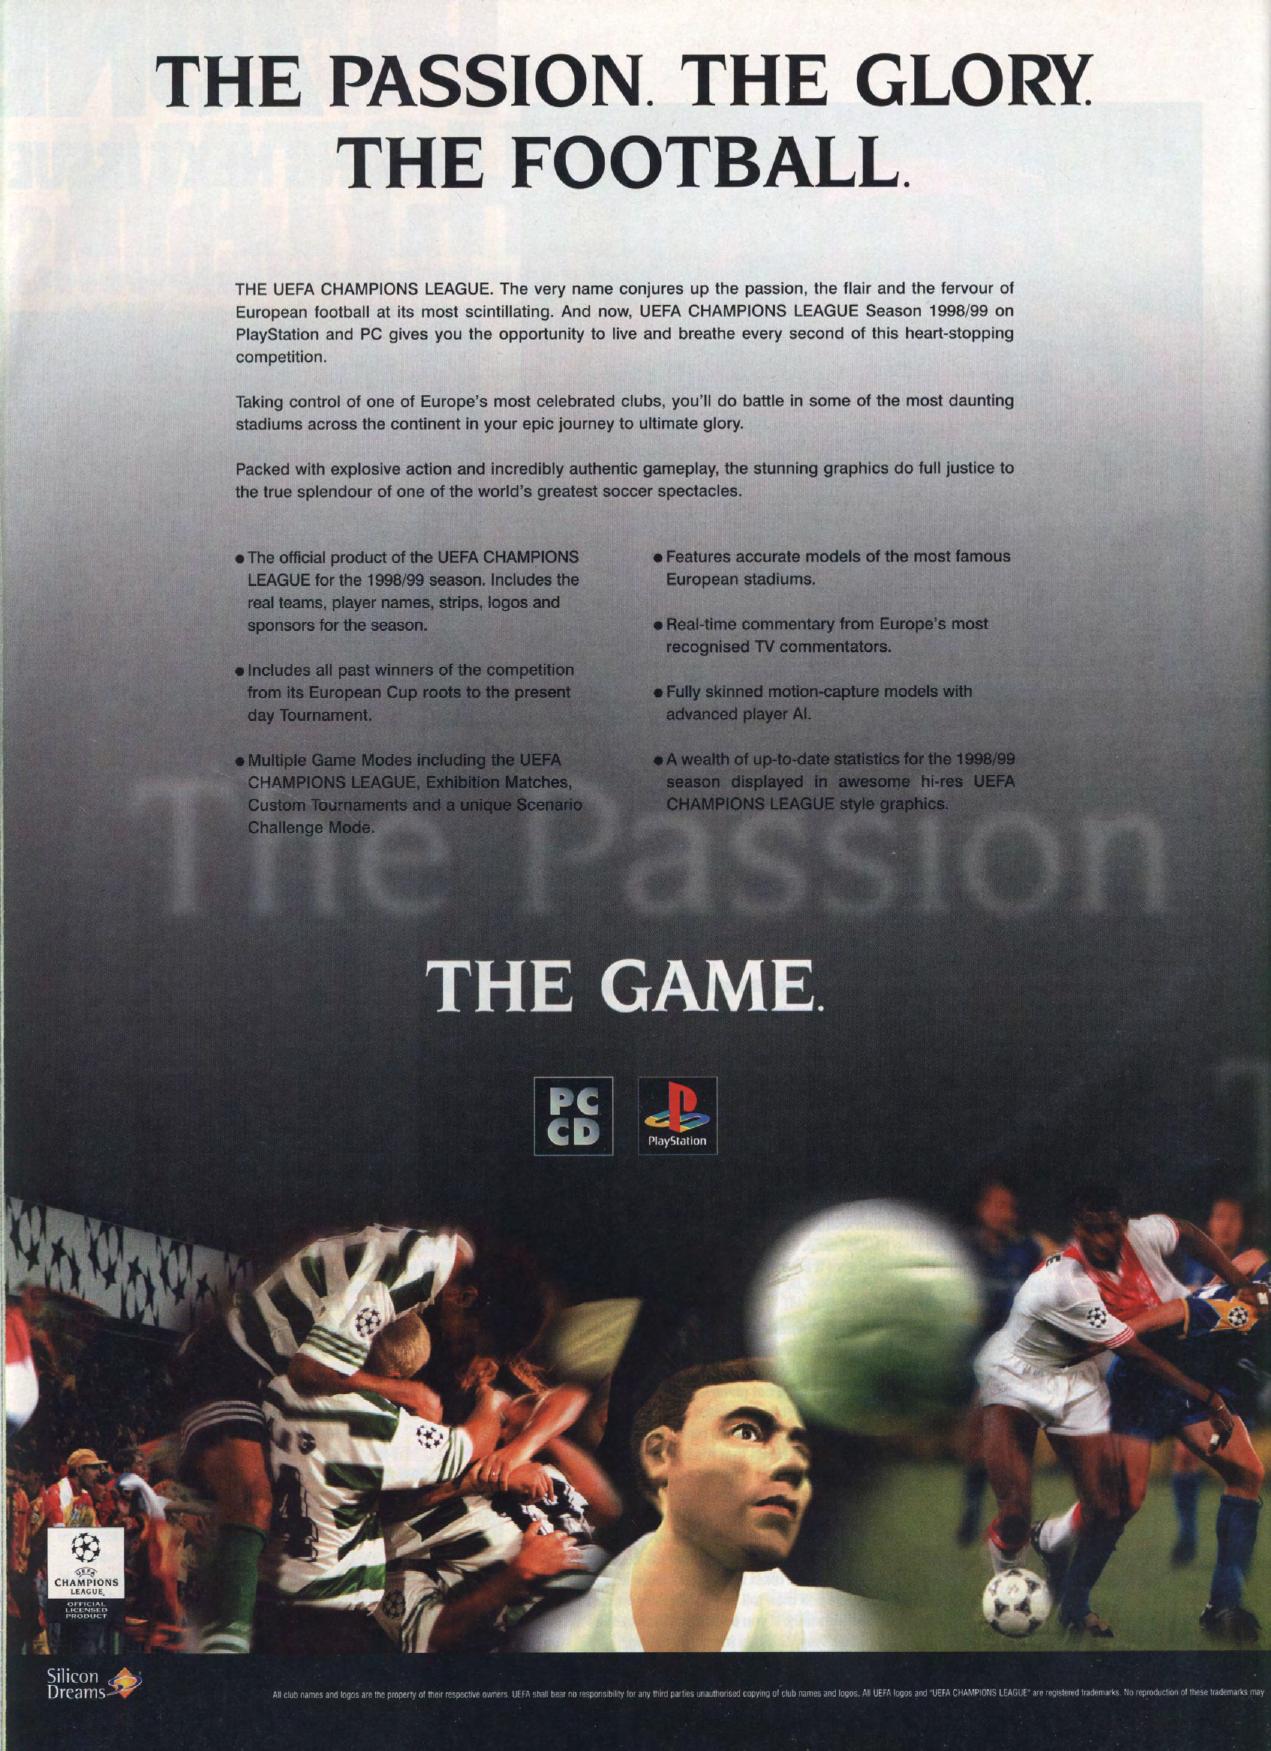 THE PASSION. THE GLORY.
THE FOOTBALL.
THE UEFA CHAMPIONS LEAGUE. The very name conjures up the passion, the flair and the fervour of
European football at its most scintillating. And now, UEFA CHAMPIONS LEAGUE Season 1998/99 on
PlayStation and PC gives you the opportunity to live and breathe every second of this heart-stopping
competition.
Taking control of one of Europe's most celebrated clubs, you'll do battle in some of the most daunting
stadiums across the continent in your epic journey to ultimate glory.
Packed with explosive action and incredibly authentic gameplay, the stunning graphics do full justice to
the true splendour of one of the world's greatest soccer spectacles.
● The official product of the UEFA CHAMPIONS
LEAGUE for the 1998/99 season. Includes the
real teams, player names, strips, logos and
sponsors for the season.
● Includes all past winners of the competition
from its European Cup roots to the present
day Tournament.
● Multiple Game Modes including the UEFA
CHAMPIONS LEAGUE, Exhibition Matches,
Custom Tournaments and a unique Scenario
Challenge Mode.
● Features accurate models of the most famous
European stadiums.
● Real-time commentary from Europe's most
recognised TV commentators.
● Fully skinned motion-capture models with
advanced player AI.
● A wealth of up-to-date statistics for the 1998/99
season displayed in awesome hi-res UEFA
CHAMPIONS LEAGUE style graphics.
The Passion
THE GAME.
PC
CD
PlayStation
UEFA
CHAMPIONS
LEAGUE
OFFICIAL
LICENSED
PRODUCT
Silicon
Dreams
All club names and logos are the property of their respective owners. UEFA shall bear no responsibility for any third parties unauthorised copying of club names and logos. All UEFA logos and "UEFA CHAMPIONS LEAGUE" are registered trademarks. No reproduction of these trademarks may